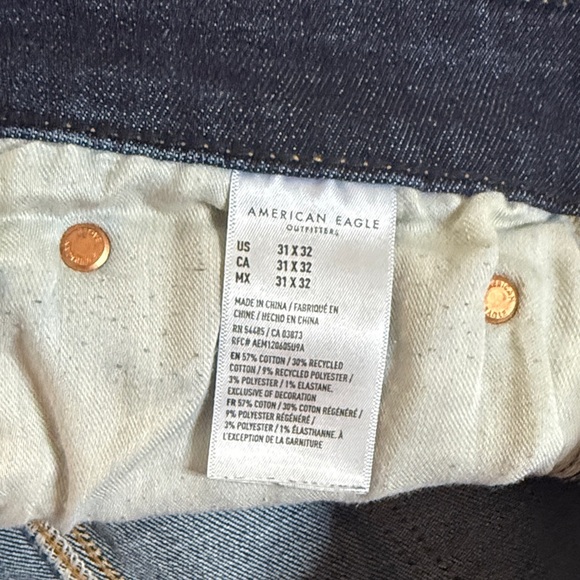 AMERICAN EAGLE
OUTFITTERS
US 31 X 32
CA 31 X 32
MX 31 X 32
MADE IN CHINA / FABRIQUÉ EN
CHINE / HECHO EN CHINA
RN 54485 / CA 03873
RFC# AEM120605U9A
EN 57% COTTON / 30% RECYCLED
COTTON / 9% RECYCLED POLYESTER /
3% POLYESTER / 1% ELASTANE.
EXCLUSIVE OF DECORATION
FR 57% COTON / 30% COTON RÉGÉNÉRÉ /
9% POLYESTER RÉGÉNÉRÉ /
3% POLYESTER / 1% ÉLASTHANNE. À
L'EXCEPTION DE LA GARNITURE